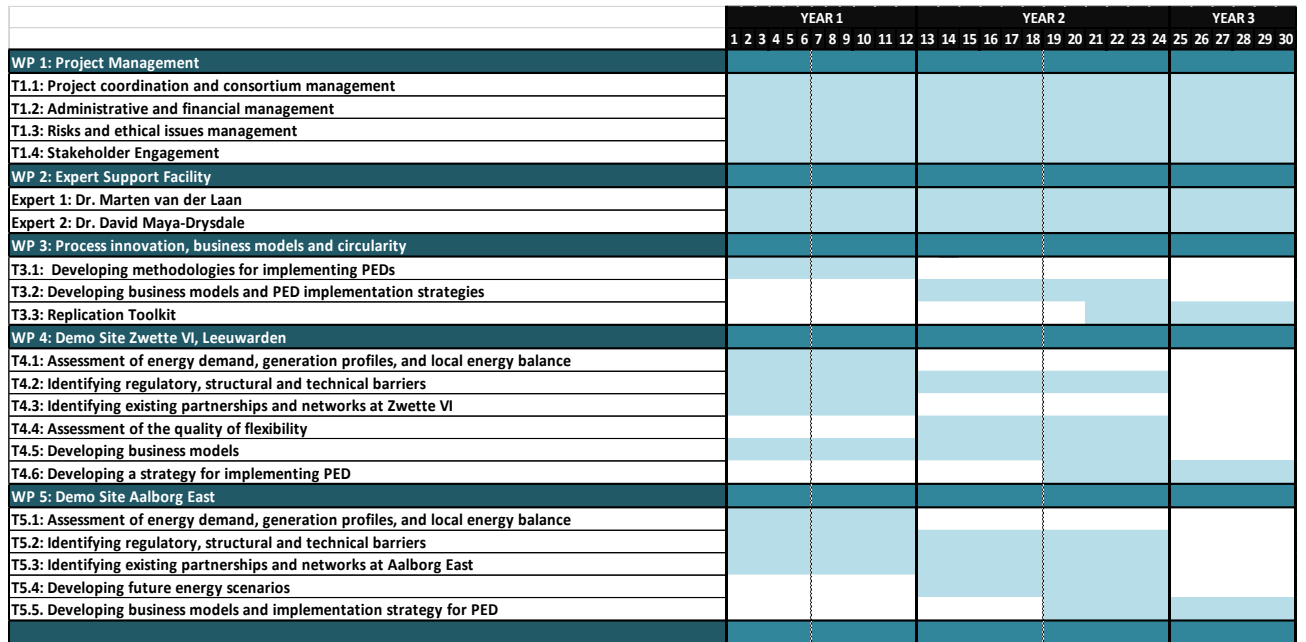 YEAR 1 YEAR 2 YEAR 3
1 2 3 4 5 6 7 8 9 10 11 12 13 14 15 16 17 18 19 20 21 22 23 24 25 26 27 28 29 30
WP 1: Project Management
T1.1: Project coordination and consortium management
T1.2: Administrative and financial management
T1.3: Risks and ethical issues management
T1.4: Stakeholder Engagement
WP 2: Expert Support Facility
Expert 1: Dr. Marten van der Laan
Expert 2: Dr. David Maya-Drysdale
WP 3: Process innovation, business models and circularity
T3.1: Developing methodologies for implementing PEDs
T3.2: Developing business models and PED implementation strategies
T3.3: Replication Toolkit
WP 4: Demo Site Zwette VI, Leeuwarden
T4.1: Assessment of energy demand, generation profiles, and local energy balance
T4.2: Identifying regulatory, structural and technical barriers
T4.3: Identifying existing partnerships and networks at Zwette VI
T4.4: Assessment of the quality of flexibility
T4.5: Developing business models
T4.6: Developing a strategy for implementing PED
WP 5: Demo Site Aalborg East
T5.1: Assessment of energy demand, generation profiles, and local energy balance
T5.2: Identifying regulatory, structural and technical barriers
T5.3: Identifying existing partnerships and networks at Aalborg East
T5.4: Developing future energy scenarios
T5.5. Developing business models and implementation strategy for PED